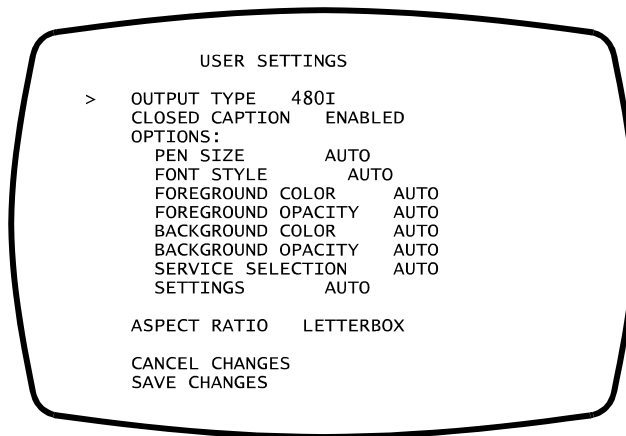 USER SETTINGS
> OUTPUT TYPE 480I
CLOSED CAPTION ENABLED
OPTIONS:
PEN SIZE AUTO
FONT STYLE AUTO
FOREGROUND COLOR AUTO
FOREGROUND OPACITY AUTO
BACKGROUND COLOR AUTO
BACKGROUND OPACITY AUTO
SERVICE SELECTION AUTO
SETTINGS AUTO
ASPECT RATIO LETTERBOX
CANCEL CHANGES
SAVE CHANGES